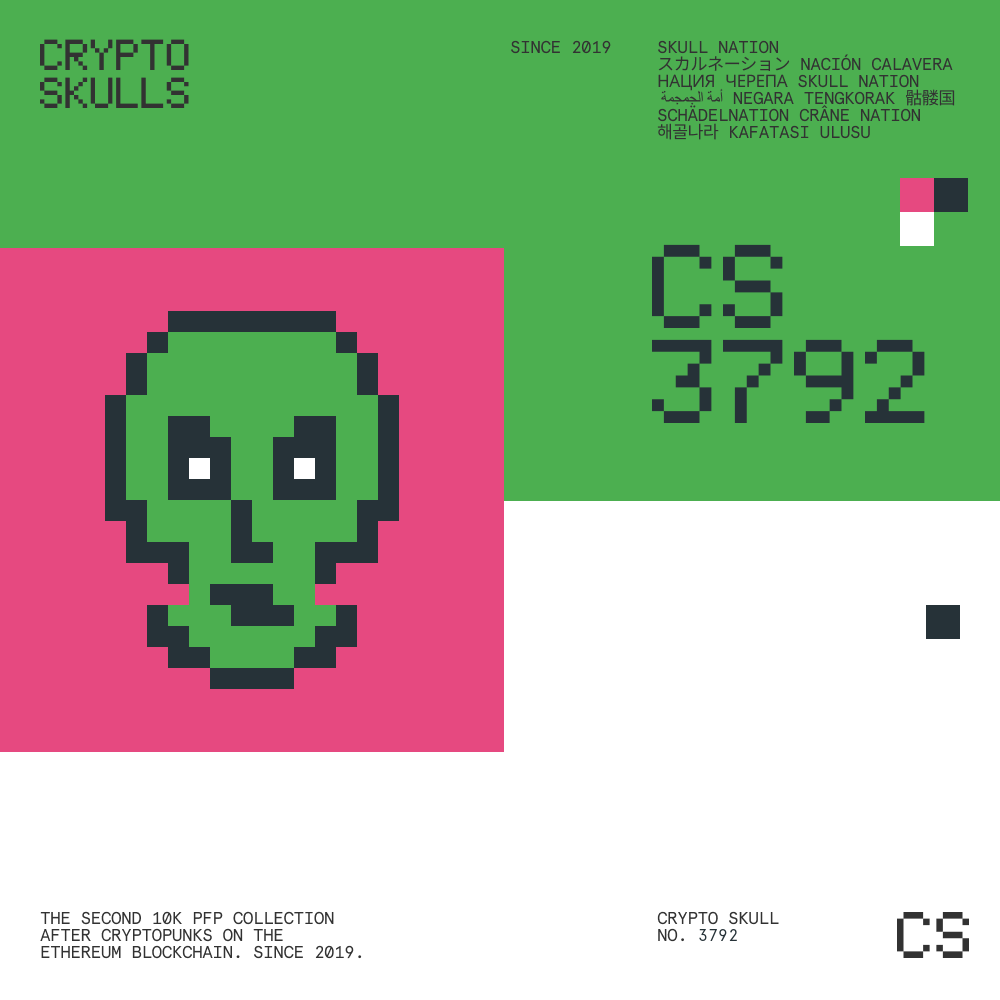 CRYPTO
SKULLS
SINCE 2019
SKULL NATION
スカルネーション NACIÓN CALAVERA
НАЦИЯ ЧЕРЕПА SKULL NATION
أمة الجمجمة NEGARA TENGKORAK 骷髅国
SCHÄDELNATION CRÂNE NATION
해골나라 KAFATASI ULUSU
CS
3792
THE SECOND 10K PFP COLLECTION
AFTER CRYPTOPUNKS ON THE
ETHEREUM BLOCKCHAIN. SINCE 2019.
CRYPTO SKULL
NO. 3792
CS